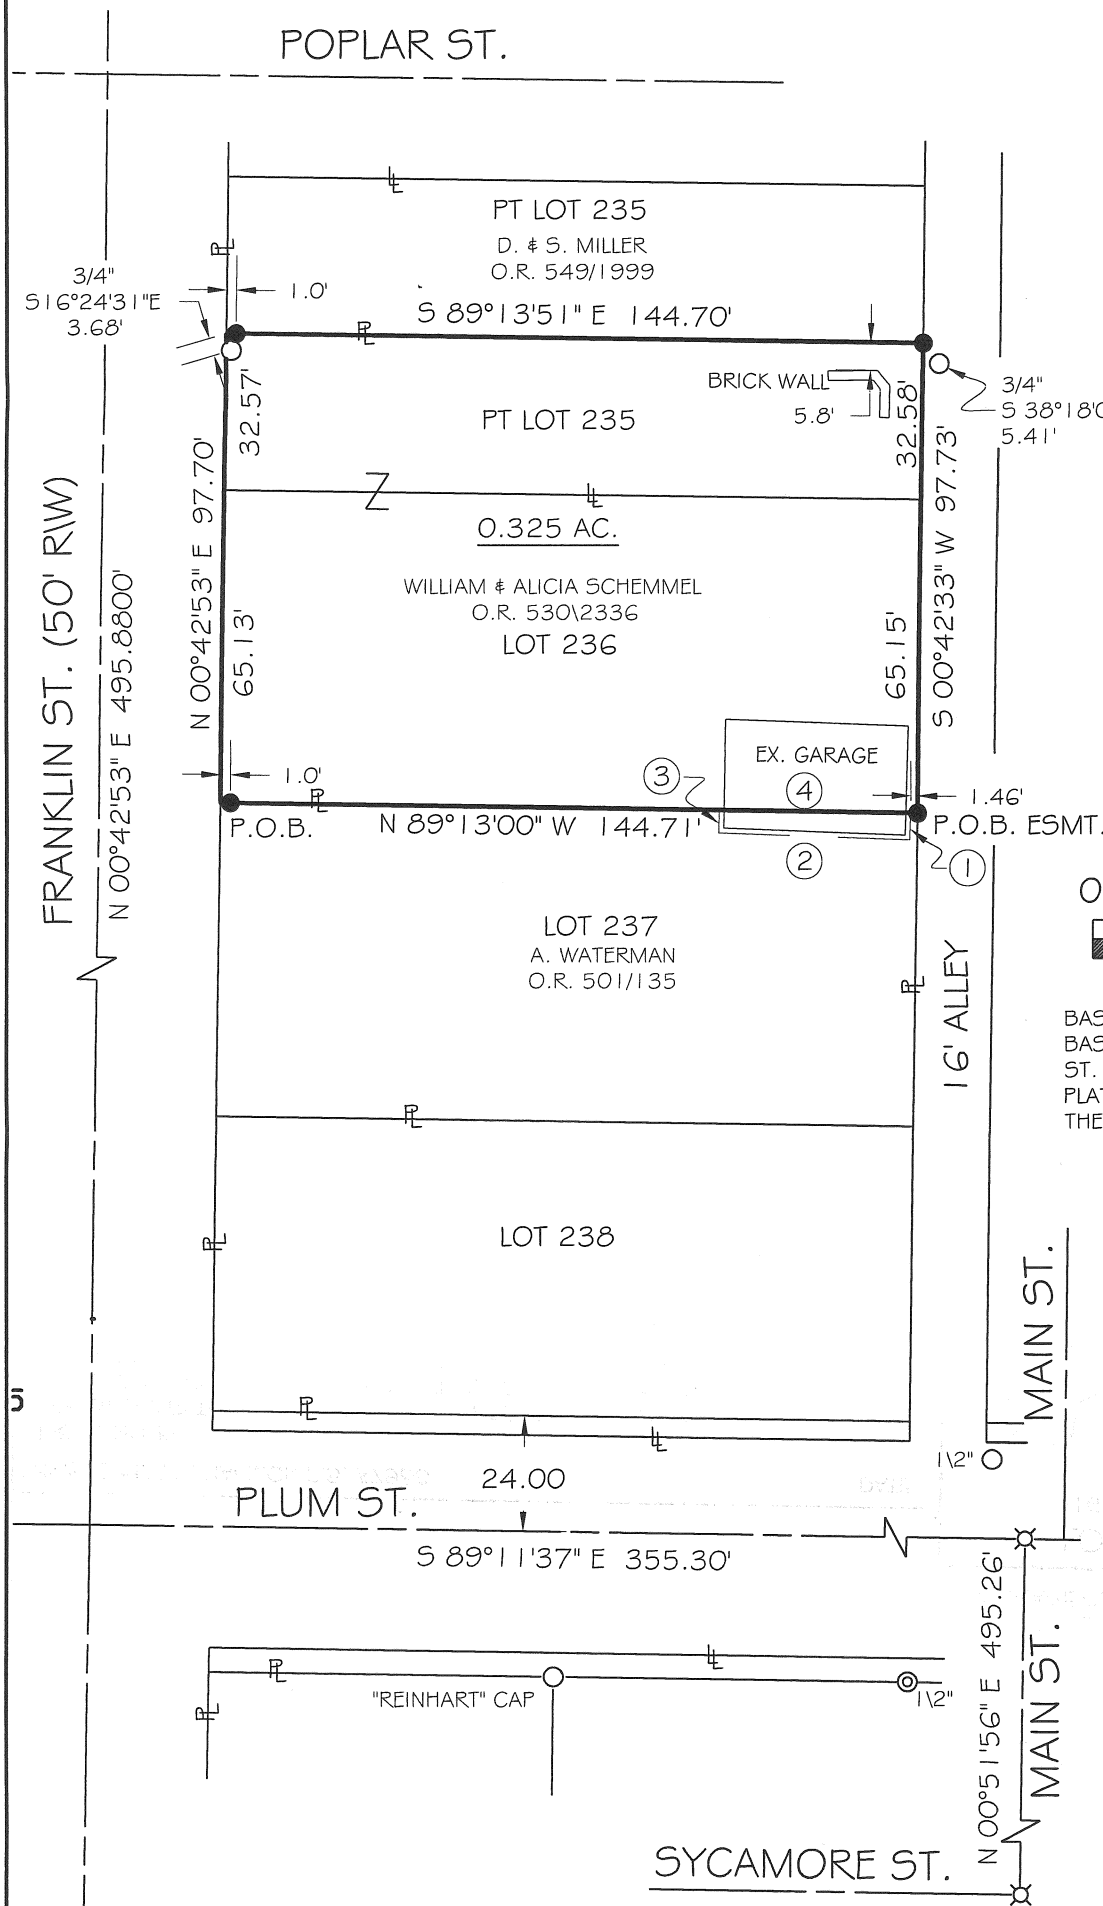 POPLAR ST.
PT LOT 235
D. & S. MILLER
O.R. 549/1999
3/4"
S16°24'31"E
3.68'
1.0'
S 89°13'51" E 144.70'
BRICK WALL
5.8'
3/4"
S 38°18'0
5.41'
32.57'
PT LOT 235
32.58'
N 00°42'53" E 97.70'
S 00°42'33" W 97.73'
0.325 AC.
WILLIAM & ALICIA SCHEMMEL
O.R. 530\2336
LOT 236
65.13'
65.15'
FRANKLIN ST. (50' R\W)
N 00°42'53" E 495.8800'
EX. GARAGE
3
4
1.0'
1.46'
P.O.B.
N 89°13'00" W 144.71'
P.O.B. ESMT.
2
1
O
LOT 237
A. WATERMAN
O.R. 501/135
16' ALLEY
BAS
BAS
ST.
PLAT
THE
LOT 238
MAIN ST.
5
1\2"
24.00
PLUM ST.
S 89°11'37" E 355.30'
N 00°51'56" E 495.26'
MAIN ST.
"REINHART" CAP
1\2"
SYCAMORE ST.